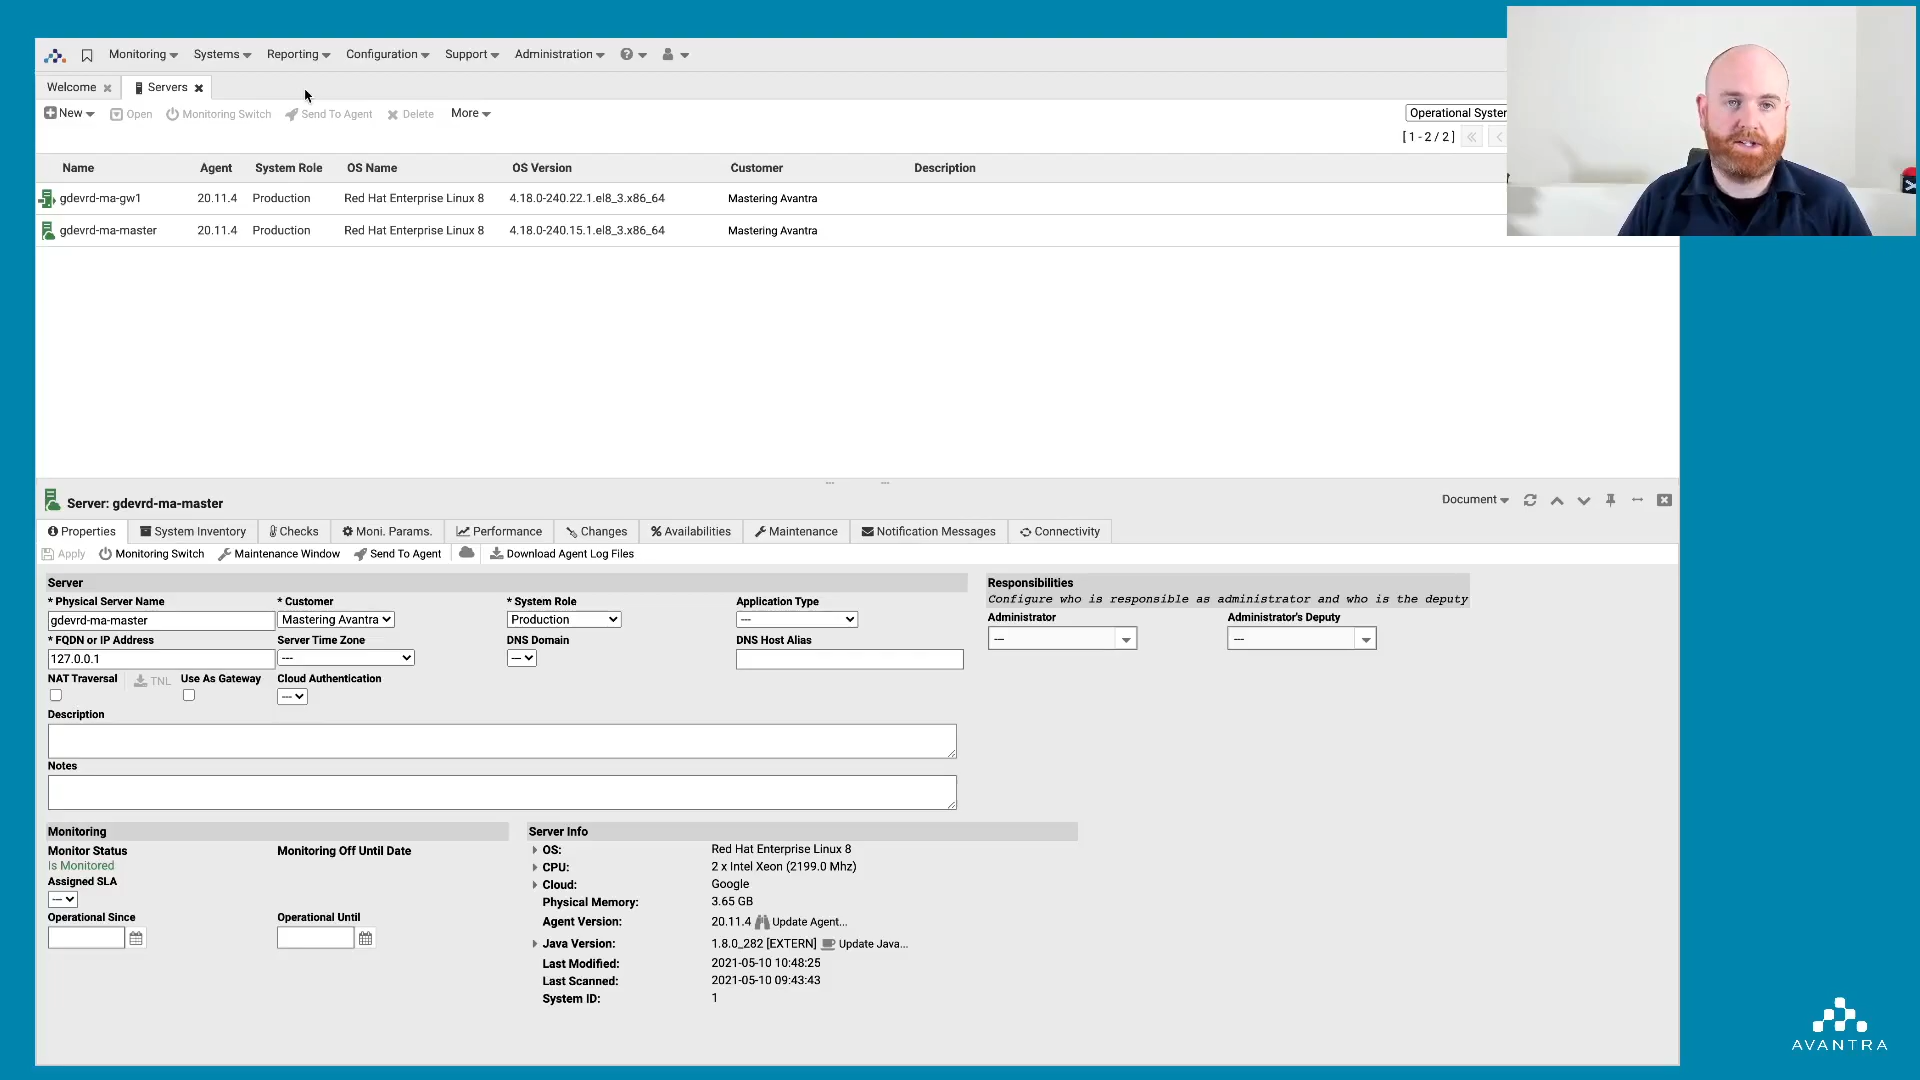 Monitoring Systems Reporting Configuration Support Administration
Welcome Servers
New Open Monitoring Switch Send To Agent Delete More
[ 1 - 2 / 2 ]
Name Agent System Role OS Name OS Version Customer Description
gdevrd-ma-gw1 20.11.4 Production Red Hat Enterprise Linux 8 4.18.0-240.22.1.el8_3.x86_64 Mastering Avantra
gdevrd-ma-master 20.11.4 Production Red Hat Enterprise Linux 8 4.18.0-240.15.1.el8_3.x86_64 Mastering Avantra
Server: gdevrd-ma-master Document
Properties System Inventory Checks Moni. Params. Performance Changes Availabilities Maintenance Notification Messages Connectivity
Apply Monitoring Switch Maintenance Window Send To Agent Download Agent Log Files
Server
* Physical Server Name * Customer * System Role Application Type
gdevrd-ma-master Mastering Avantra Production ---
* FQDN or IP Address Server Time Zone DNS Domain DNS Host Alias
127.0.0.1 --- ---
NAT Traversal TNL Use As Gateway Cloud Authentication
---
Description
Notes
Responsibilities
Configure who is responsible as administrator and who is the deputy
Administrator Administrator's Deputy
--- ---
Monitoring
Monitor Status Monitoring Off Until Date
Is Monitored
Assigned SLA
---
Operational Since Operational Until
Server Info
OS: Red Hat Enterprise Linux 8
CPU: 2 x Intel Xeon (2199.0 Mhz)
Cloud: Google
Physical Memory: 3.65 GB
Agent Version: 20.11.4 Update Agent...
Java Version: 1.8.0_282 [EXTERN] Update Java...
Last Modified: 2021-05-10 10:48:25
Last Scanned: 2021-05-10 09:43:43
System ID: 1
AVANTRA